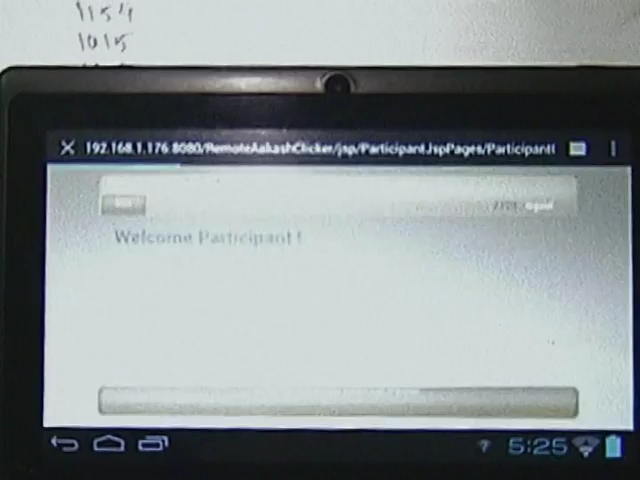 1154
1015
192.168.1.176:8080/RemoteAakashClicker/jsp/ParticipantJspPages/Participant
Welcome Participant !
5:25